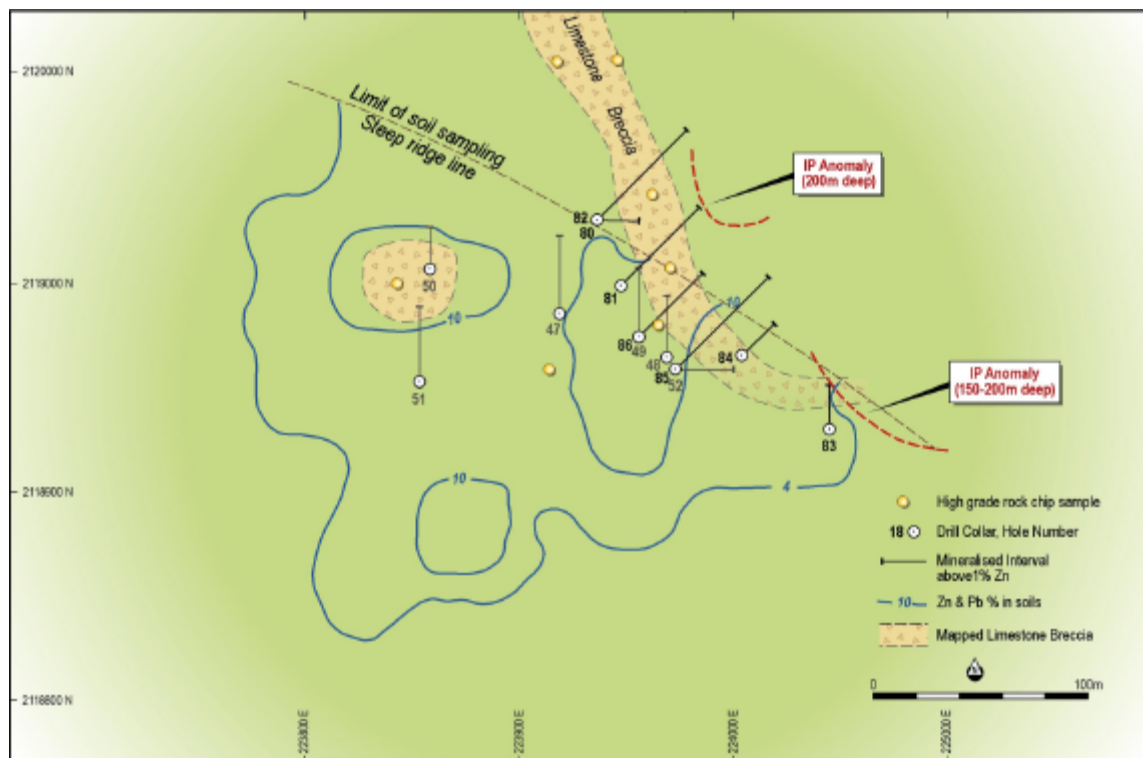 2120000 N
Limestone
Breccia
Limit of soil sampling
Steep ridge line
IP Anomaly
(200m deep)
82
80
50
10
2119000 N
81
10
47
86
49
48
84
85
52
51
IP Anomaly
(150-200m deep)
83
10
4
2118900 N
High grade rock chip sample
18 Drill Collar, Hole Number
Mineralised Interval
above1% Zn
10 Zn & Pb % in soils
Mapped Limestone Breccia
0 100m
2118800 N
223800 E
223900 E
224000 E
225000 E